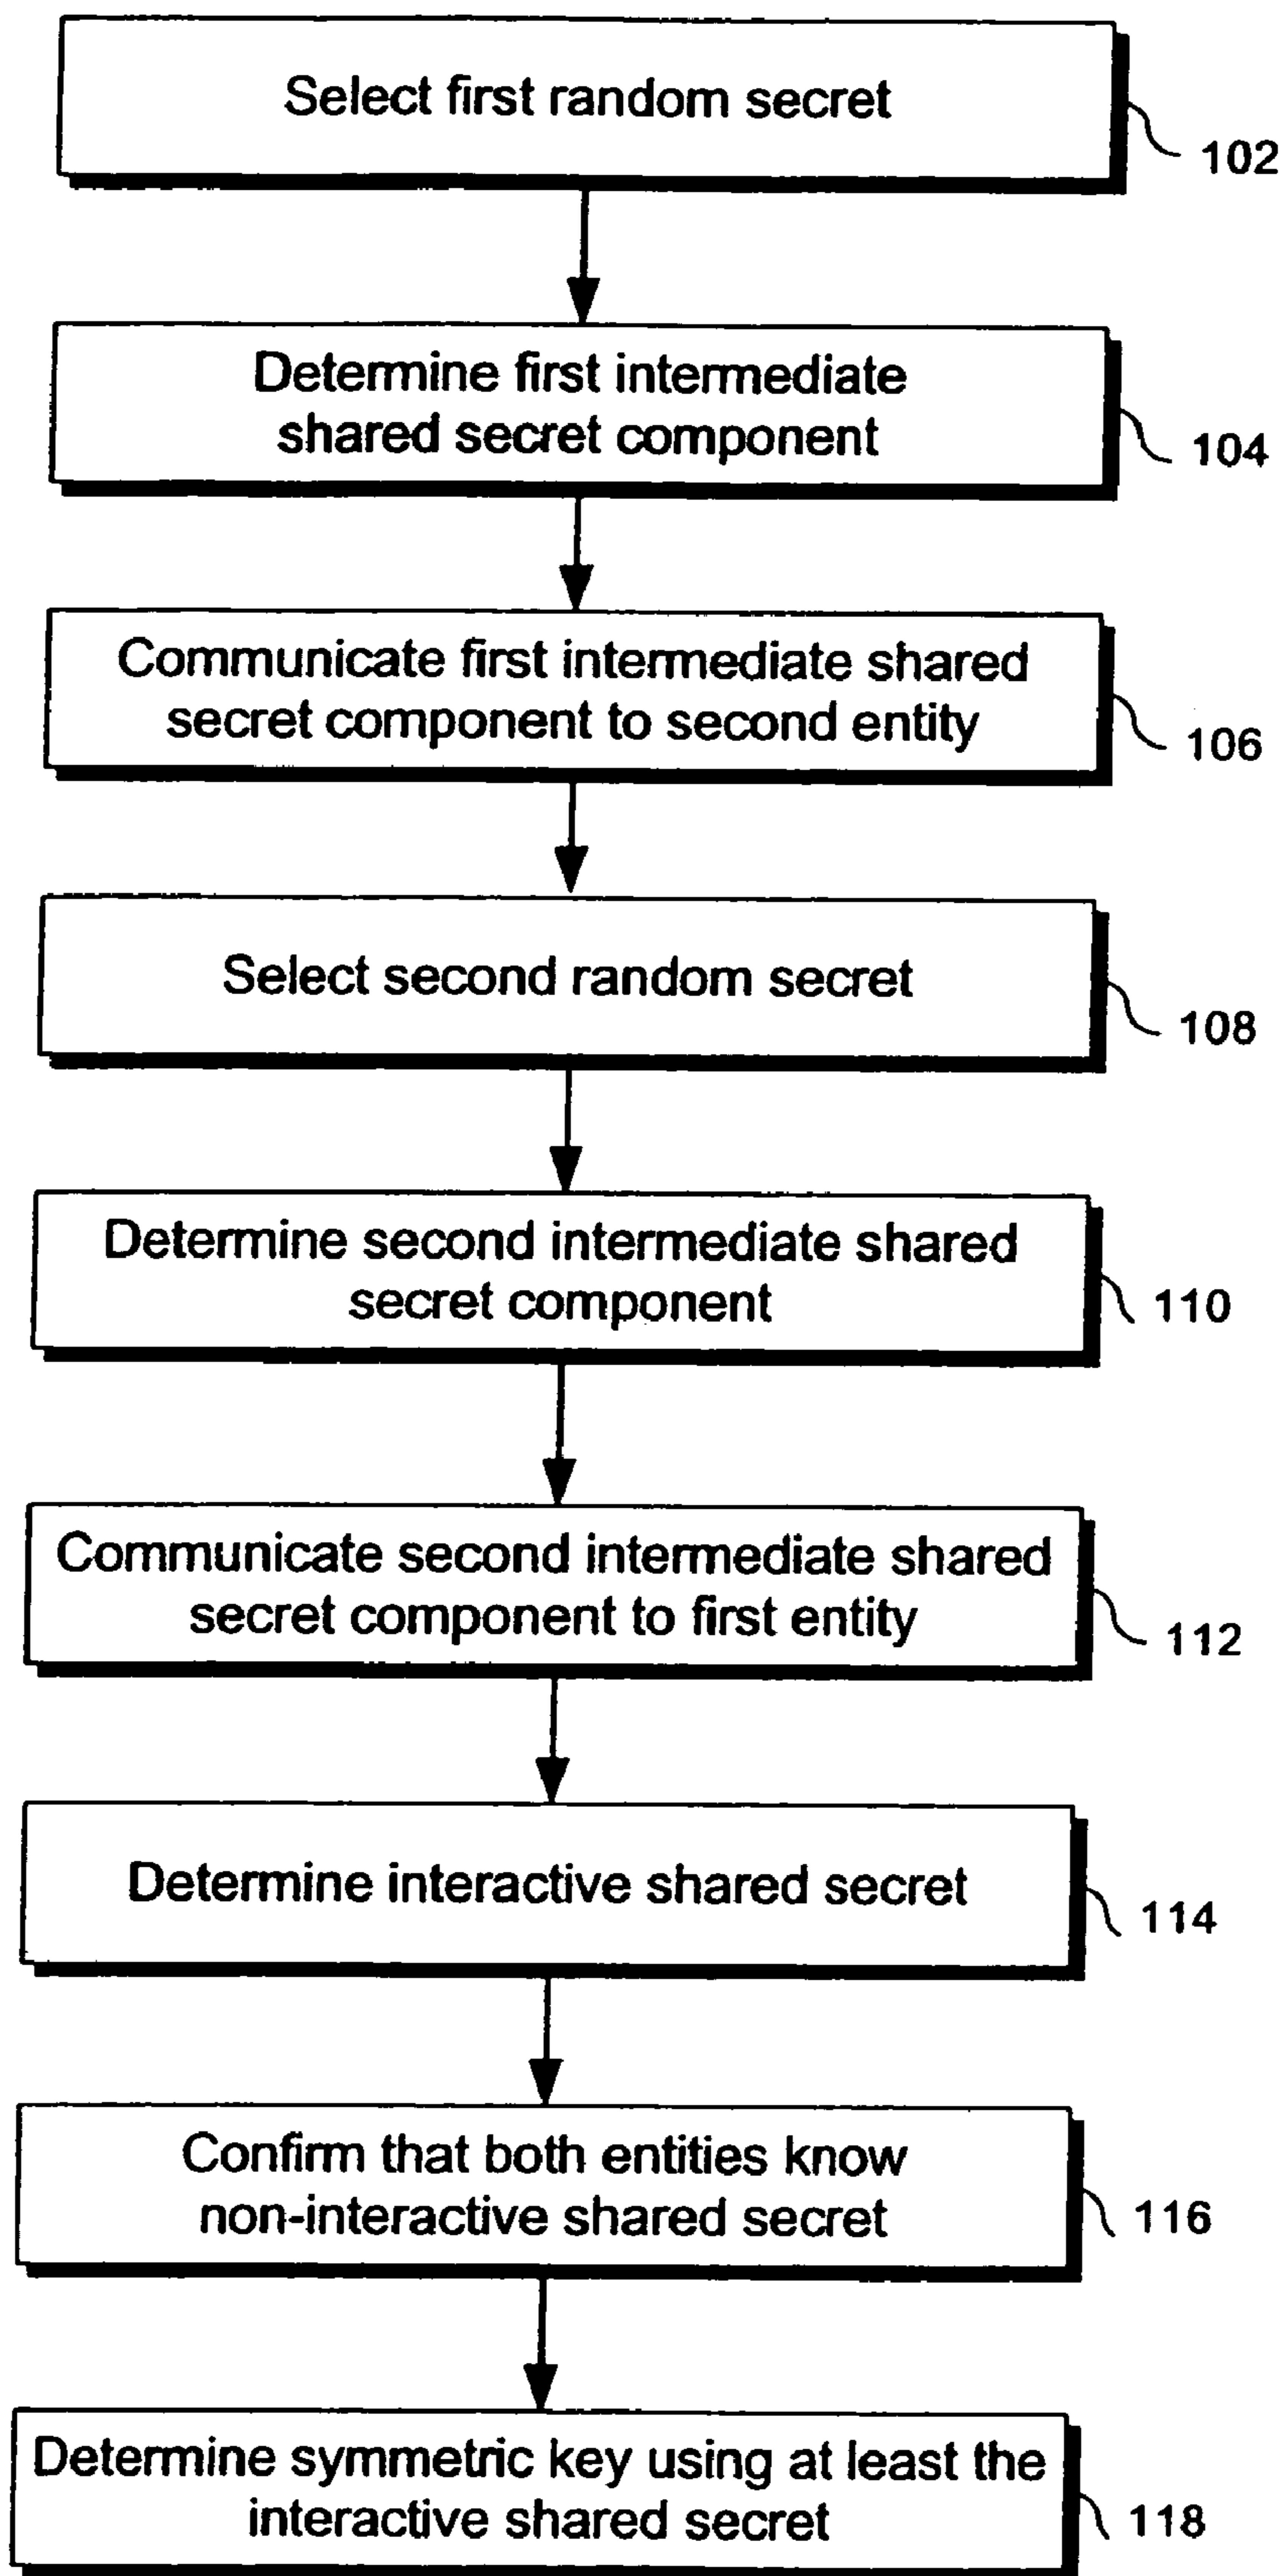 Select first random secret
102
Determine first intermediate
shared secret component
104
Communicate first intermediate shared
secret component to second entity
106
Select second random secret
108
Determine second intermediate shared
secret component
110
Communicate second intermediate shared
secret component to first entity
112
Determine interactive shared secret
114
Confirm that both entities know
non-interactive shared secret
116
Determine symmetric key using at least the
interactive shared secret
118